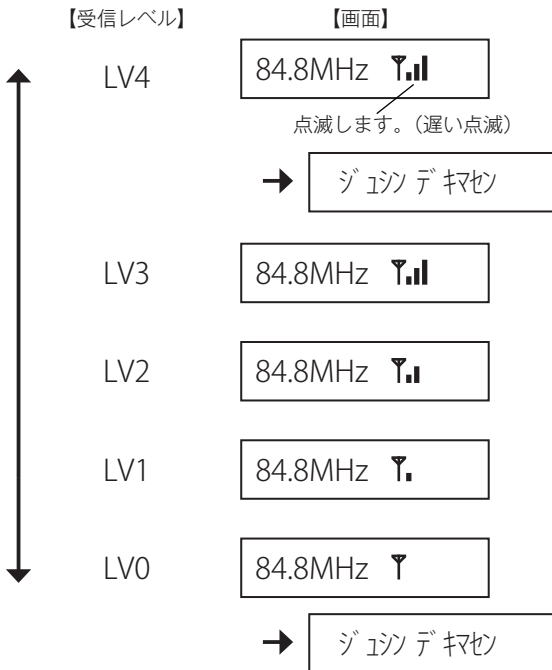 【受信レベル】 【画面】
LV4 84.8MHz
点滅します。（遅い点滅）
ジュシン デキマセン
LV3 84.8MHz
LV2 84.8MHz
LV1 84.8MHz
LV0 84.8MHz
ジュシン デキマセン